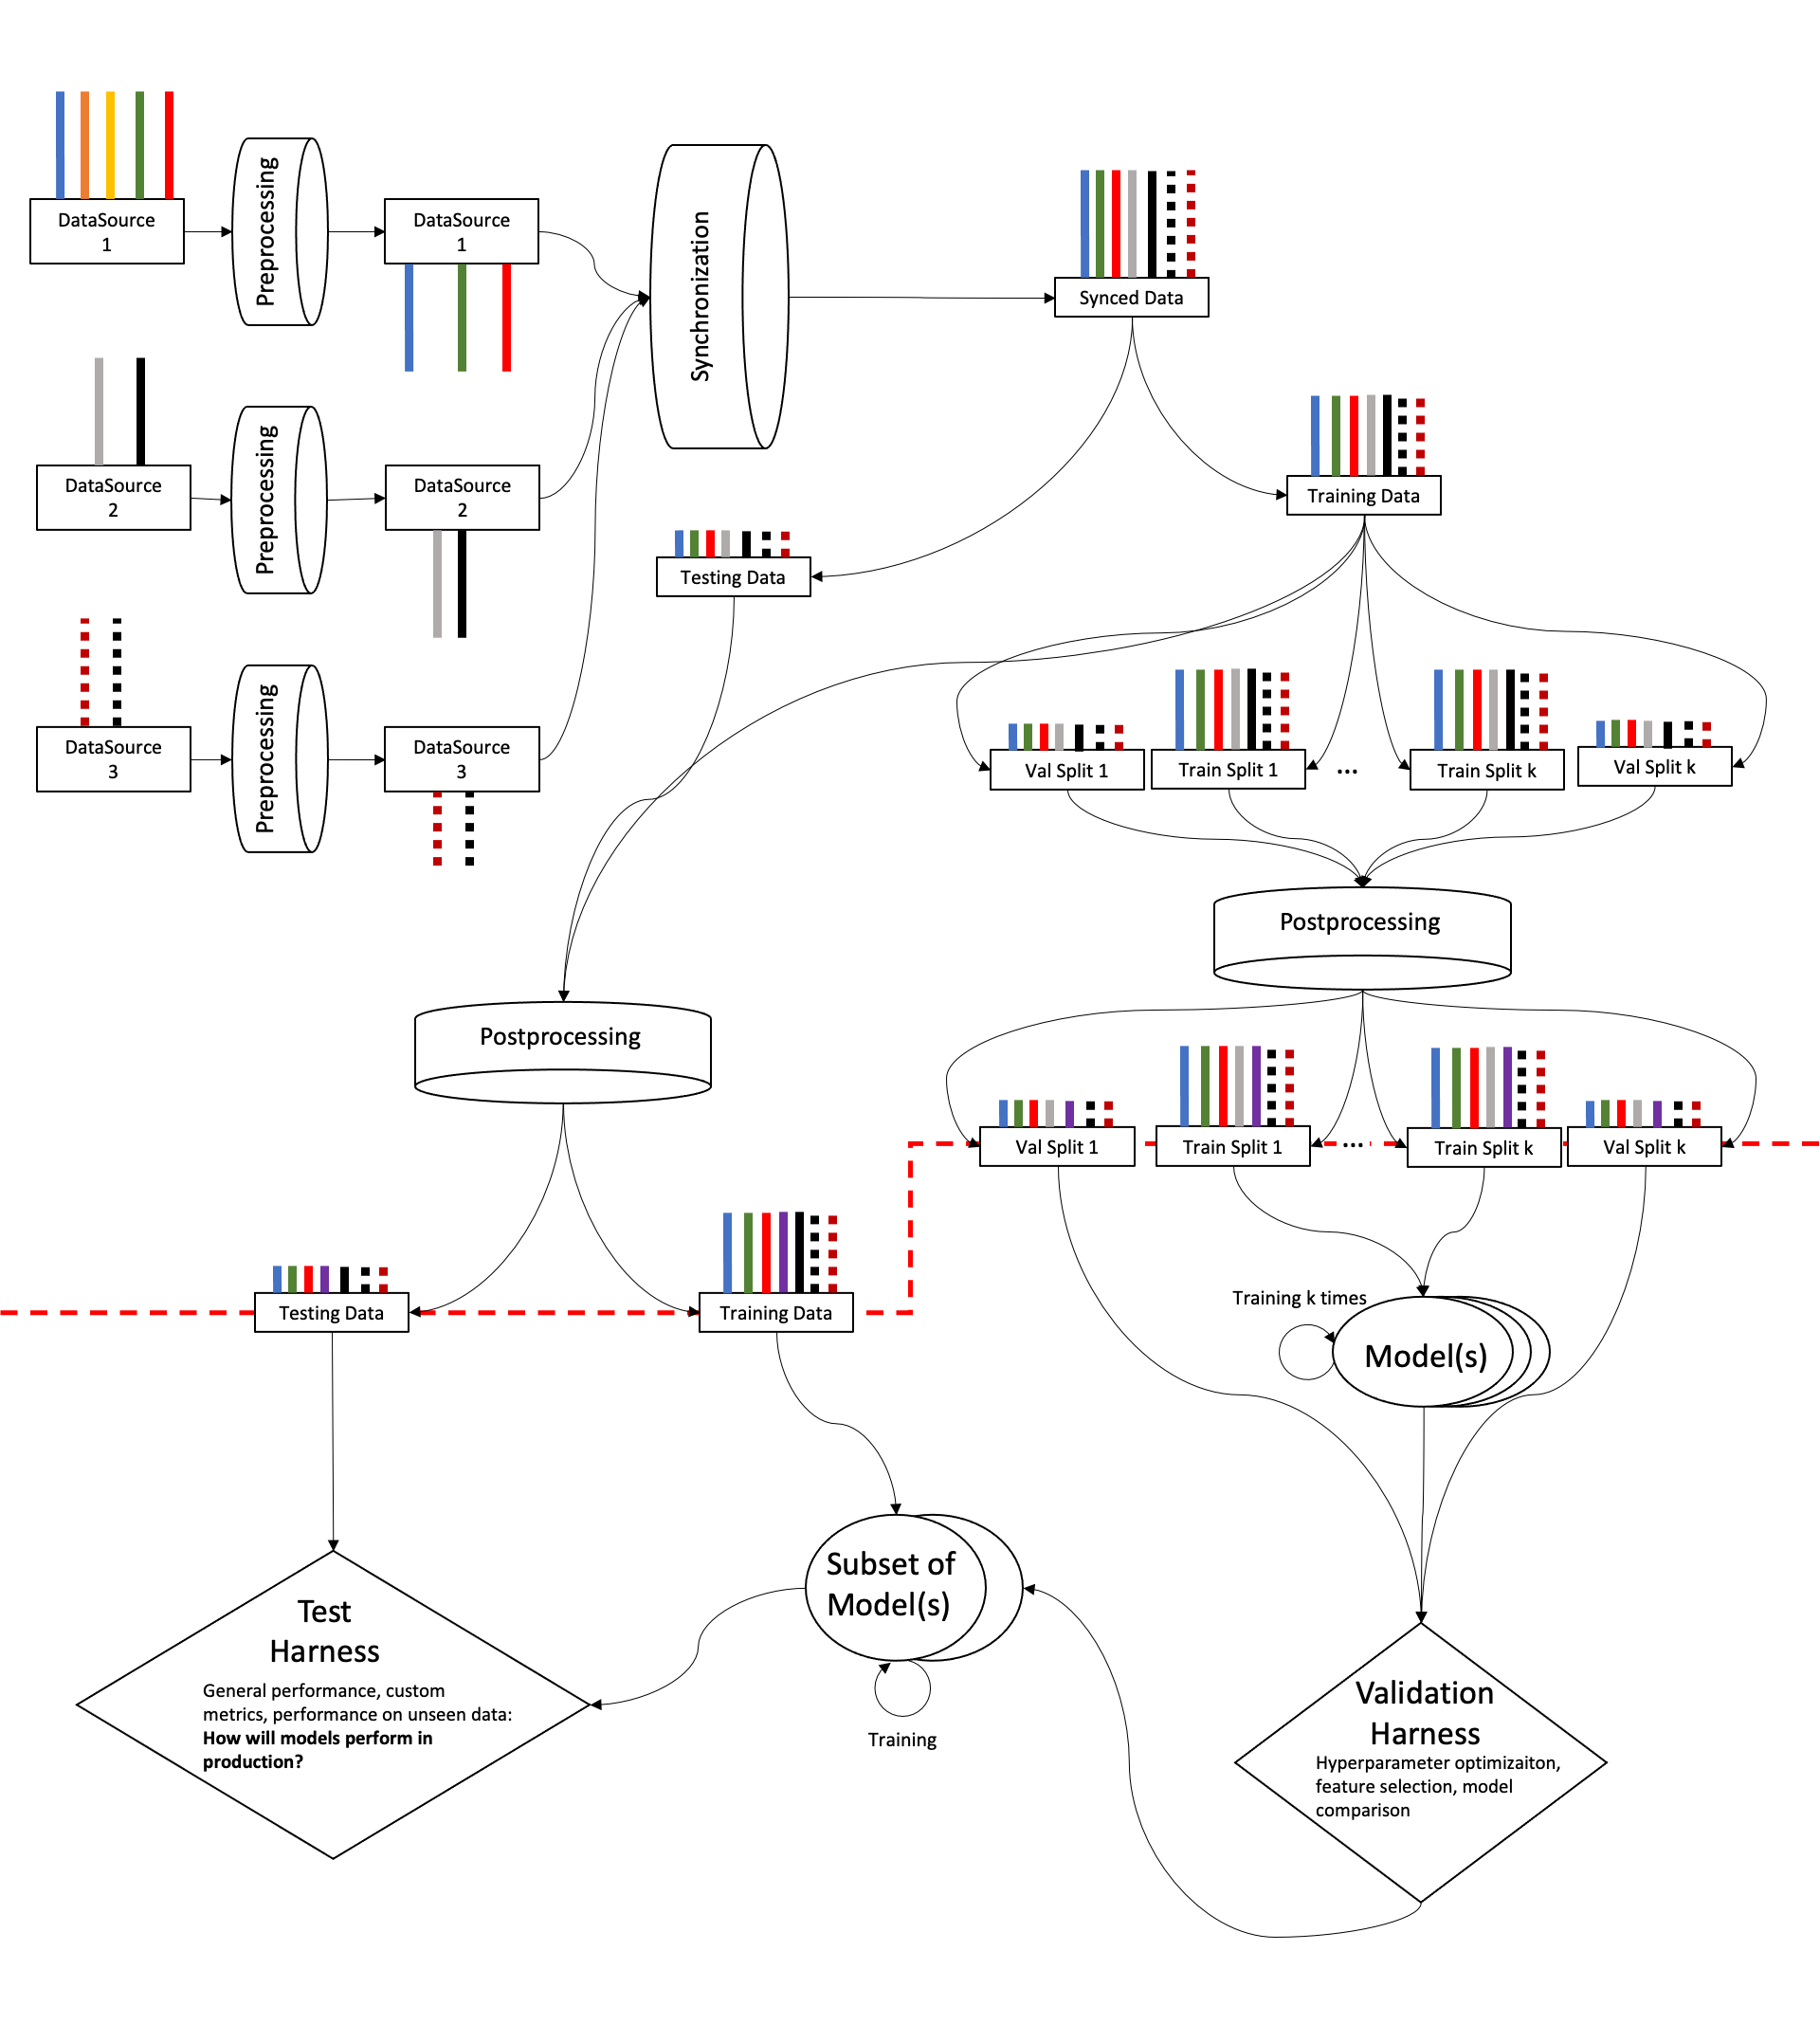 DataSource
1
Preprocessing
DataSource
1
Synchronization
Synced Data
DataSource
2
Preprocessing
DataSource
2
Training Data
Testing Data
DataSource
3
Preprocessing
DataSource
3
Val Split 1
Train Split 1
...
Train Split k
Val Split k
Postprocessing
Postprocessing
Val Split 1
Train Split 1
...
Train Split k
Val Split k
Testing Data
Training Data
Training k times
Model(s)
Subset of
Model(s)
Training
Test
Harness
General performance, custom
metrics, performance on unseen data:
How will models perform in
production?
Validation
Harness
Hyperparameter optimizaiton,
feature selection, model
comparison